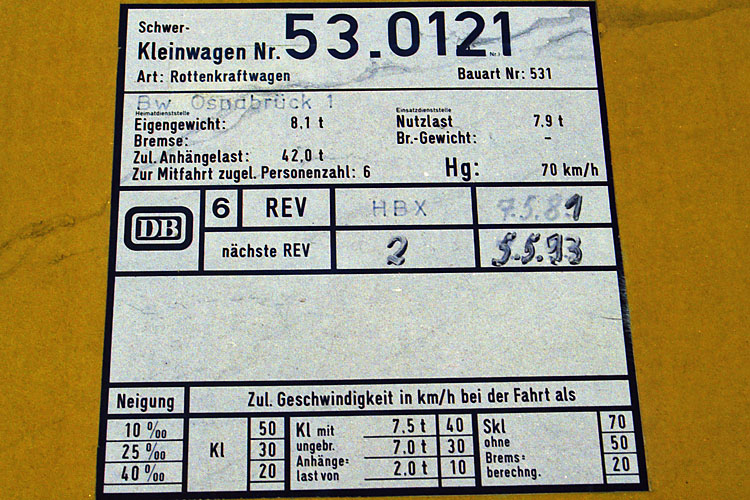 Schwer-
Kleinwagen Nr. 53.0121
Art: Rottenkraftwagen Bauart Nr: 531
Bw Osnabrück 1
Heimatdienststelle Einsatzdienststelle
Eigengewicht: 8.1 t Nutzlast 7.9 t
Bremse: Br.-Gewicht: -
Zul. Anhängelast: 42,0 t
Zur Mitfahrt zugel. Personenzahl: 6 Hg: 70 km/h
DB 6 REV HBX 7.5.81
nächste REV 2 5.5.93
Neigung Zul. Geschwindigkeit in km/h bei der Fahrt als
10 ‰ 50 Kl mit 7.5 t 40 Skl 70
25 ‰ Kl 30 ungebr. 7.0 t 30 ohne 50
40 ‰ 20 Anhänge= 2.0 t 10 Brems= 20
last von berechng.